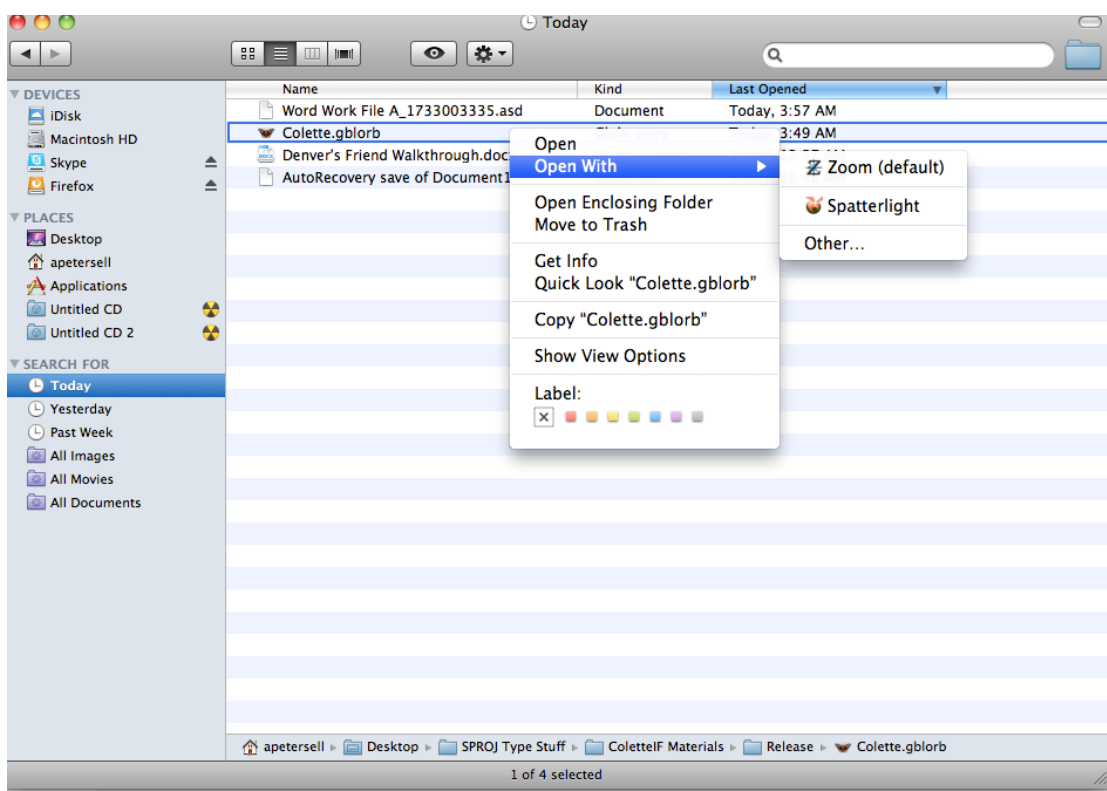 Today
Name Kind Last Opened
DEVICES
iDisk
Macintosh HD
Skype
Firefox
PLACES
Desktop
apetersell
Applications
Untitled CD
Untitled CD 2
SEARCH FOR
Today
Yesterday
Past Week
All Images
All Movies
All Documents
Word Work File A_1733003335.asd Document Today, 3:57 AM
Colette.gblorb 3:49 AM
Denver's Friend Walkthrough.doc
AutoRecovery save of Document1
Open
Open With
Open Enclosing Folder
Move to Trash
Get Info
Quick Look “Colette.gblorb”
Copy “Colette.gblorb”
Show View Options
Label:
Zoom (default)
Spatterlight
Other...
apetersell Desktop SPROJ Type Stuff ColetteIF Materials Release Colette.gblorb
1 of 4 selected